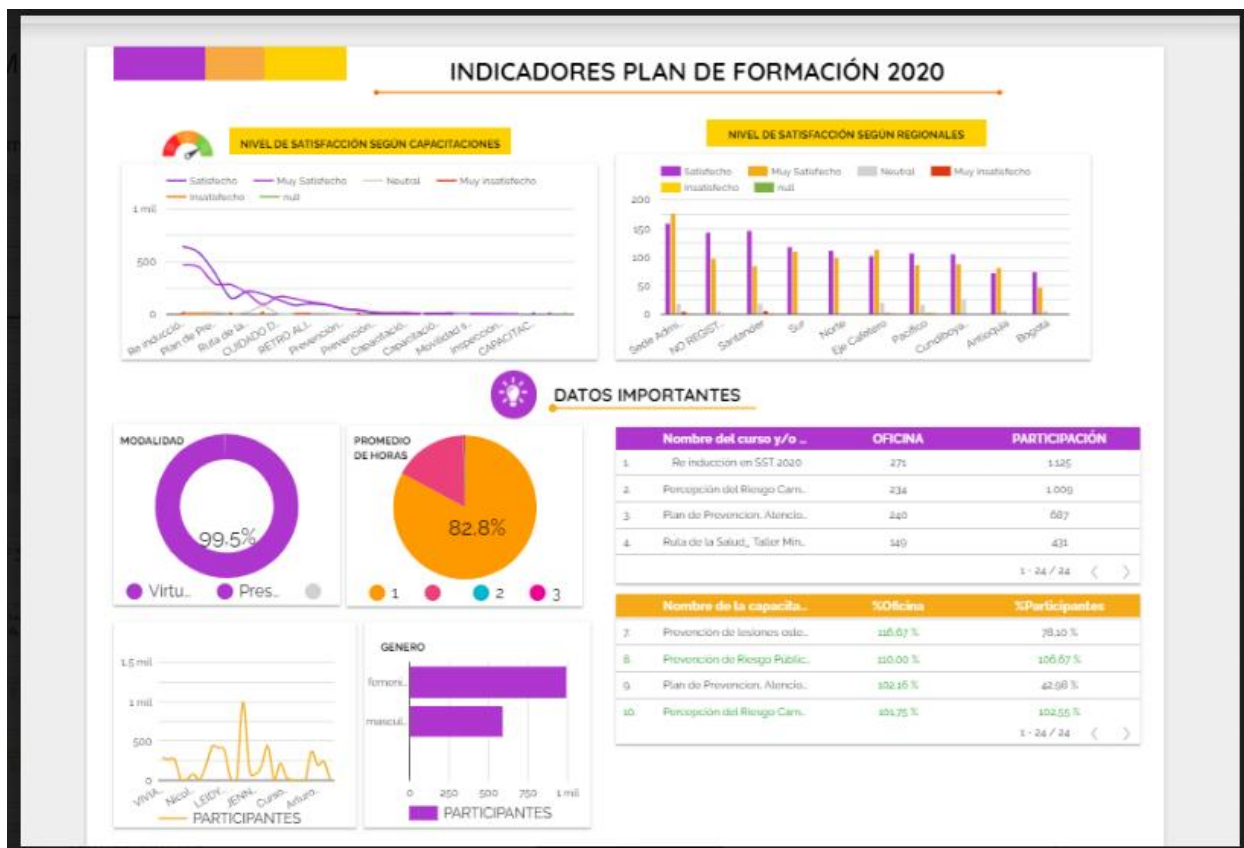 INDICADORES PLAN DE FORMACIÓN 2020
NIVEL DE SATISFACCIÓN SEGÚN CAPACITACIONES
Satisfecho Muy Satisfecho Neutral Muy insatisfecho
Insatisfecho null
1 mil
500
0
Re inducció..
Plan de Pre..
Ruta de la..
CUIDADO D..
RETRO ALI..
Prevención..
Prevención..
Capacitació..
Capacitació..
Movilidad s..
Inspección..
CAPACITAC..
NIVEL DE SATISFACCIÓN SEGÚN REGIONALES
Satisfecho Muy Satisfecho Neutral Muy insatisfecho
Insatisfecho null
200
150
100
50
0
Sede Admi..
NO REGIST..
Santander
Sur
Norte
Eje Cafetero
Pacífico
Cundiboya..
Antioquia
Bogotá
DATOS IMPORTANTES
MODALIDAD
99.5%
Virtu.. Pres..
PROMEDIO
DE HORAS
82.8%
1 2 3
Nombre del curso y/o .. OFICINA PARTICIPACIÓN
1. Re inducción en SST 2020 271 1.125
2. Percepción del Riesgo Cam.. 234 1.009
3. Plan de Prevencion, Atencio.. 240 687
4. Ruta de la Salud_ Taller Min.. 149 431
1 - 24 / 24
Nombre de la capacita.. %Oficina %Participantes
7. Prevención de lesiones oste.. 116,67 % 78,10 %
8. Prevención de Riesgo Públic.. 110,00 % 106,67 %
9. Plan de Prevencion, Atencio.. 102,16 % 42,98 %
10. Percepción del Riesgo Cam.. 101,75 % 102,55 %
1 - 24 / 24
1.5 mil
1 mil
500
0
VIVIA..
Nicol..
LEIDY..
JENN..
Curso..
Arturo..
PARTICIPANTES
GENERO
femeni..
mascul..
0 250 500 750 1 mil
PARTICIPANTES